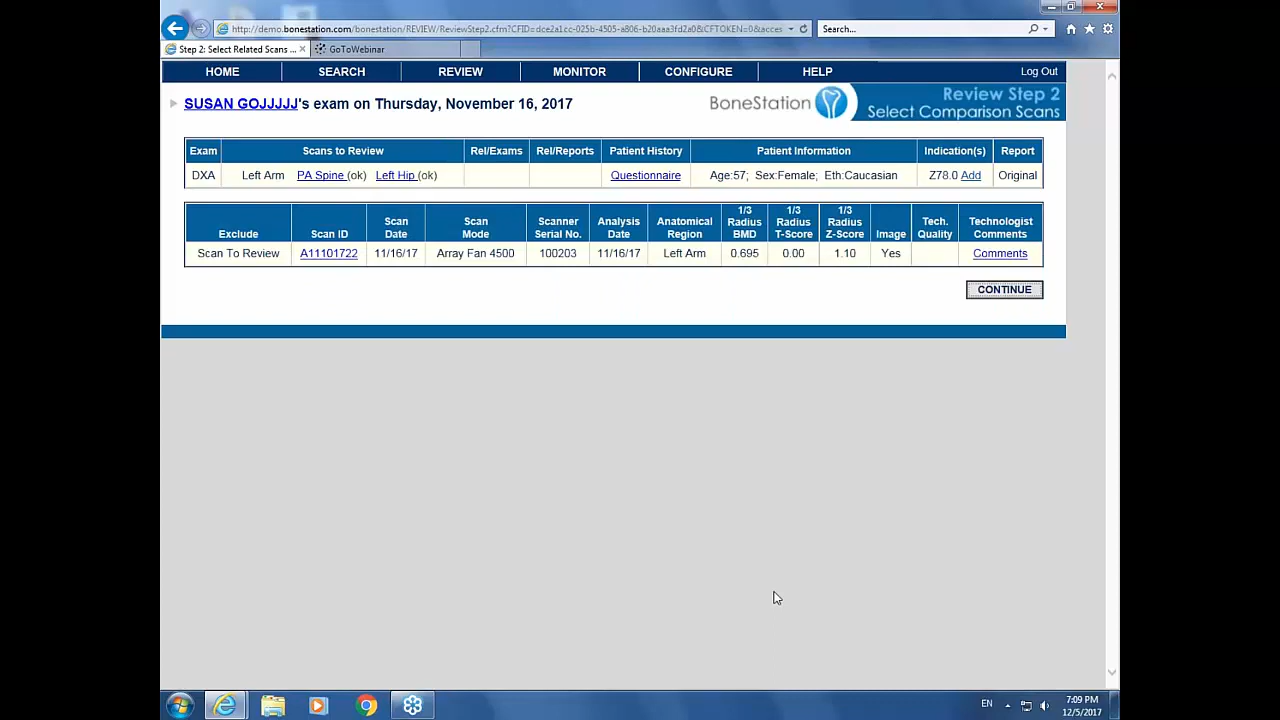 http://demo.bonestation.com/bonestation/REVIEW/ReviewStep2.cfm?CFID=dce2a1cc-025b-4505-a806-b20aaa3fd2a0&CFTOKEN=0&acces
Search...
Step 2: Select Related Scans ...
GoToWebinar
HOME SEARCH REVIEW MONITOR CONFIGURE HELP Log Out
SUSAN GOJJJJJ's exam on Thursday, November 16, 2017
BoneStation
Review Step 2
Select Comparison Scans
Exam Scans to Review Rel/Exams Rel/Reports Patient History Patient Information Indication(s) Report
DXA Left Arm PA Spine (ok) Left Hip (ok) Questionnaire Age:57; Sex:Female; Eth:Caucasian Z78.0 Add Original
Exclude Scan ID Scan Date Scan Mode Scanner Serial No. Analysis Date Anatomical Region 1/3 Radius BMD 1/3 Radius T-Score 1/3 Radius Z-Score Image Tech. Quality Technologist Comments
Scan To Review A11101722 11/16/17 Array Fan 4500 100203 11/16/17 Left Arm 0.695 0.00 1.10 Yes Comments
CONTINUE
EN
7:09 PM
12/5/2017